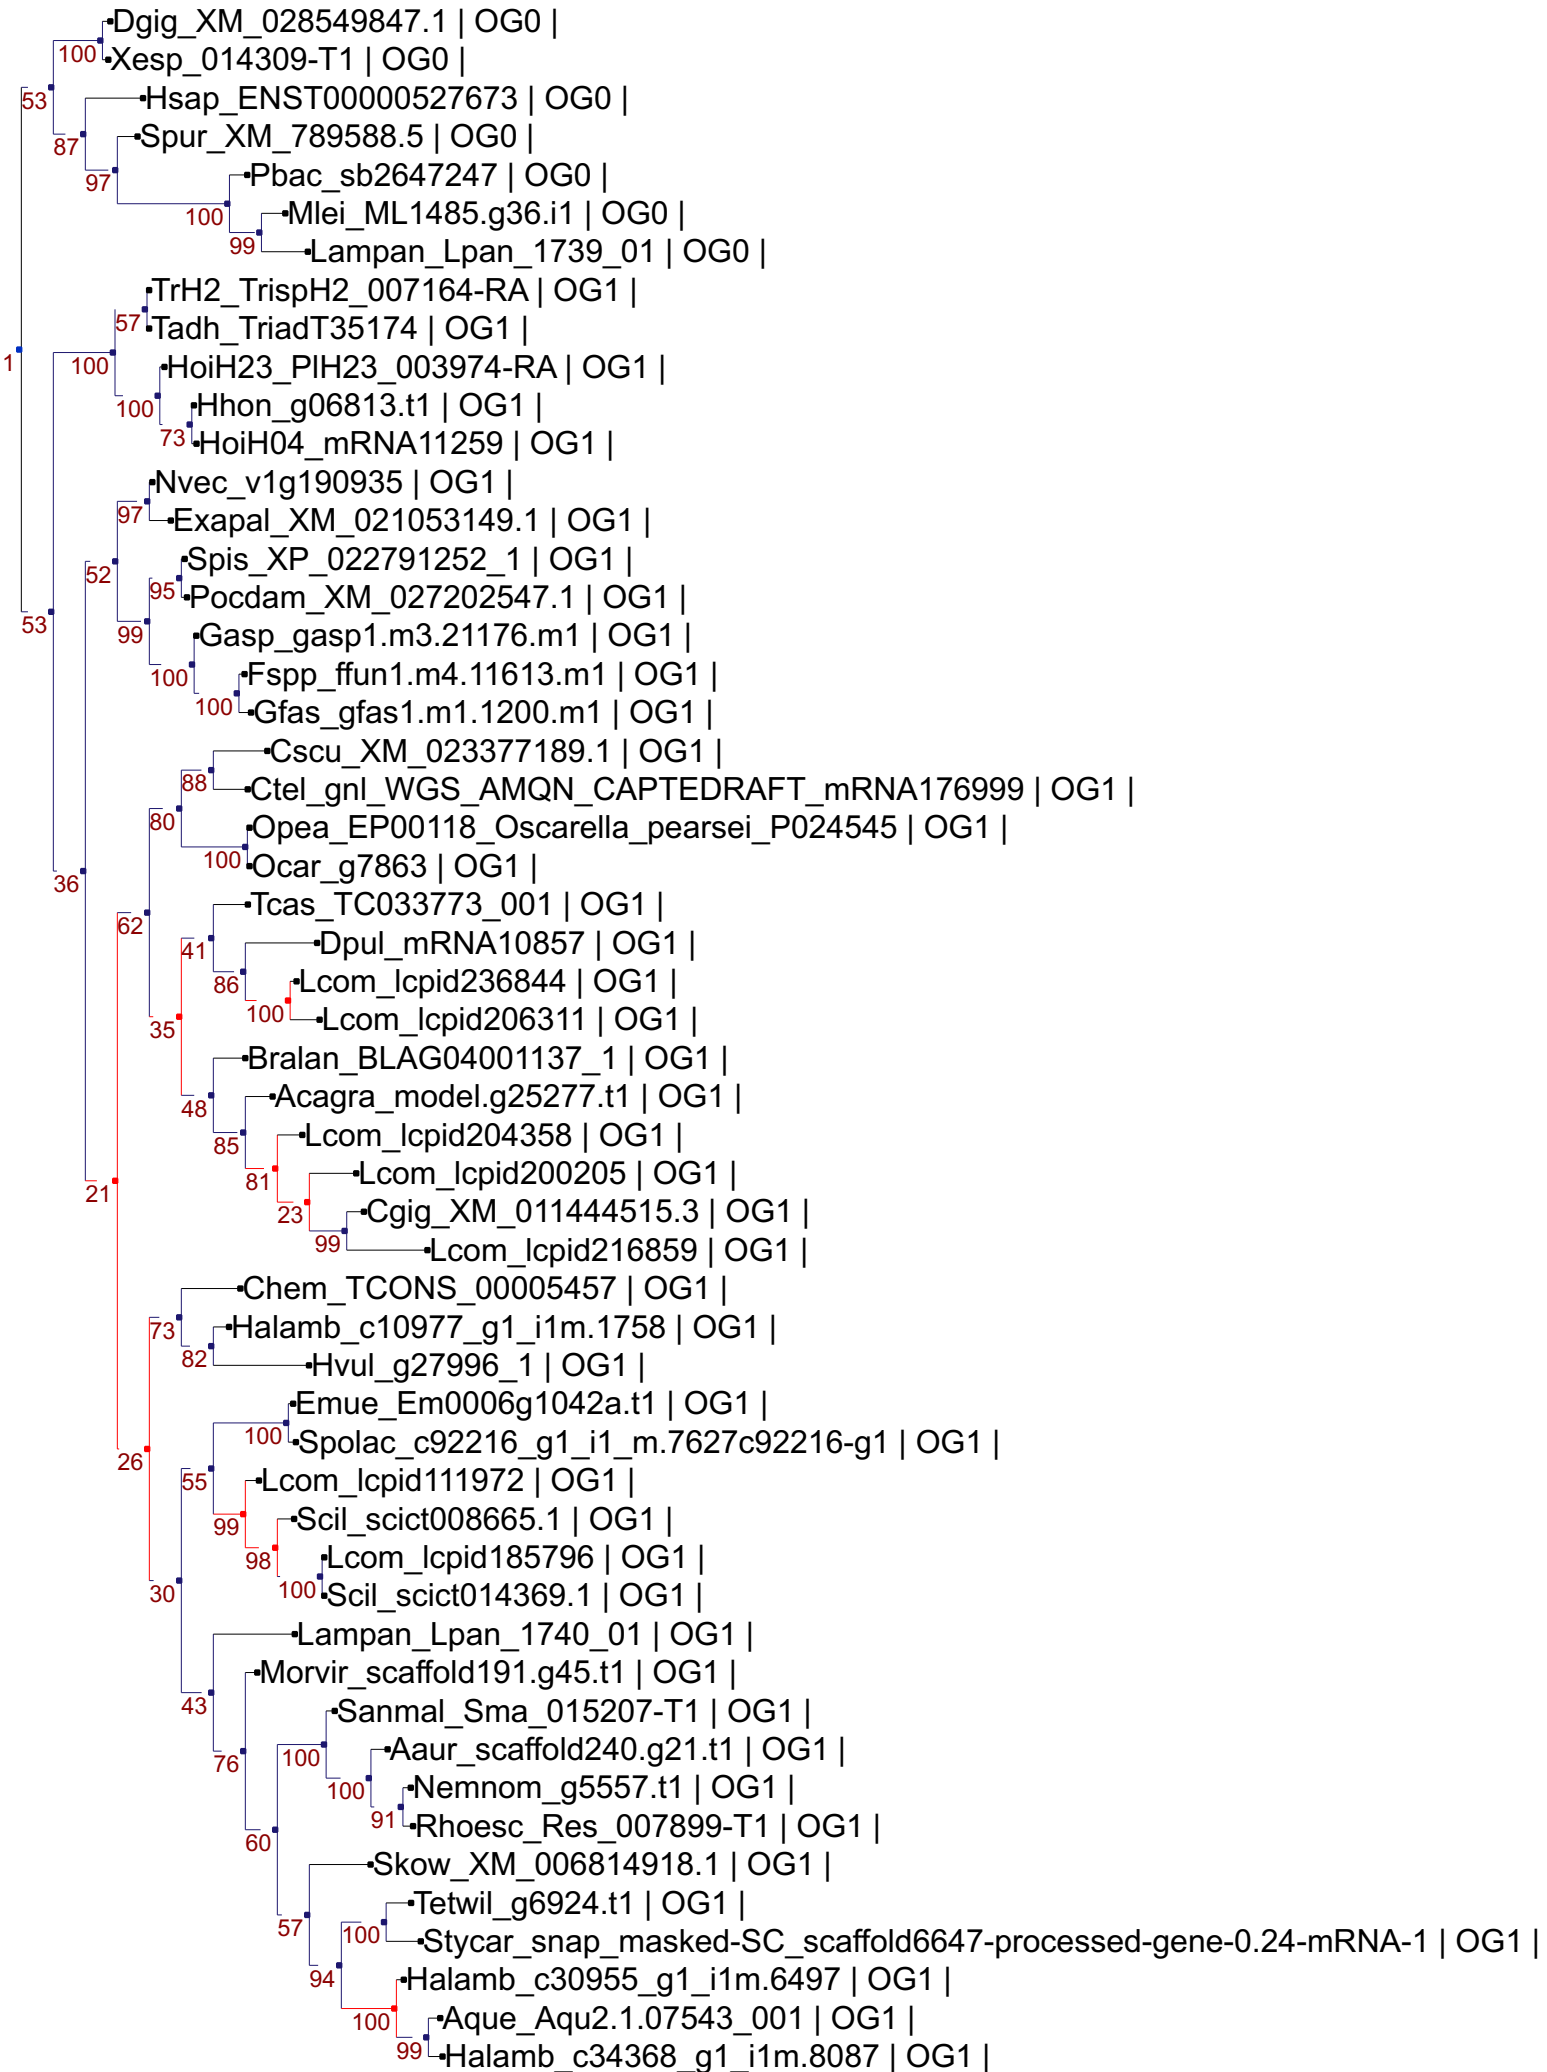 Dgig_XM_028549847.1 | OG0 |
100
Xesp_014309-T1 | OG0 |
53
Hsap_ENST00000527673 | OG0 |
Spur_XM_789588.5 | OG0 |
87
Pbac_sb2647247 | OG0 |
97
Mlei_ML1485.g36.i1 | OG0 |
100
99
Lampan_Lpan_1739_01 | OG0 |
TrH2_TrispH2_007164-RA | OG1 |
57
Tadh_TriadT35174 | OG1 |
1
100
HoiH23_PlH23_003974-RA | OG1 |
Hhon_g06813.t1 | OG1 |
100
73
HoiH04_mRNA11259 | OG1 |
Nvec_v1g190935 | OG1 |
97
Exapal_XM_021053149.1 | OG1 |
Spis_XP_022791252_1 | OG1 |
52
95
Pocdam_XM_027202547.1 | OG1 |
53
99
Gasp_gasp1.m3.21176.m1 | OG1 |
100
Fspp_ffun1.m4.11613.m1 | OG1 |
100
Gfas_gfas1.m1.1200.m1 | OG1 |
Cscu_XM_023377189.1 | OG1 |
88
Ctel_gnl_WGS_AMQN_CAPTEDRAFT_mRNA176999 | OG1 |
80
Opea_EP00118_Oscarella_pearsei_P024545 | OG1 |
100
Ocar_g7863 | OG1 |
36
Tcas_TC033773_001 | OG1 |
62
41
Dpul_mRNA10857 | OG1 |
86
Lcom_lcpid236844 | OG1 |
100
Lcom_lcpid206311 | OG1 |
35
Bralan_BLAG04001137_1 | OG1 |
Acagra_model.g25277.t1 | OG1 |
48
Lcom_lcpid204358 | OG1 |
85
Lcom_lcpid200205 | OG1 |
81
21
Cgig_XM_011444515.3 | OG1 |
23
99
Lcom_lcpid216859 | OG1 |
Chem_TCONS_00005457 | OG1 |
73
Halamb_c10977_g1_i1m.1758 | OG1 |
82
Hvul_g27996_1 | OG1 |
Emue_Em0006g1042a.t1 | OG1 |
100
Spolac_c92216_g1_i1_m.7627c92216-g1 | OG1 |
26
55
Lcom_lcpid111972 | OG1 |
99
Scil_scict008665.1 | OG1 |
98
Lcom_lcpid185796 | OG1 |
100
Scil_scict014369.1 | OG1 |
30
Lampan_Lpan_1740_01 | OG1 |
Morvir_scaffold191.g45.t1 | OG1 |
43
Sanmal_Sma_015207-T1 | OG1 |
76
100
Aaur_scaffold240.g21.t1 | OG1 |
100
Nemnom_g5557.t1 | OG1 |
91
Rhoesc_Res_007899-T1 | OG1 |
60
Skow_XM_006814918.1 | OG1 |
Tetwil_g6924.t1 | OG1 |
57
100
Stycar_snap_masked-SC_scaffold6647-processed-gene-0.24-mRNA-1 | OG1 |
94
Halamb_c30955_g1_i1m.6497 | OG1 |
100
Aque_Aqu2.1.07543_001 | OG1 |
99
Halamb_c34368_g1_i1m.8087 | OG1 |